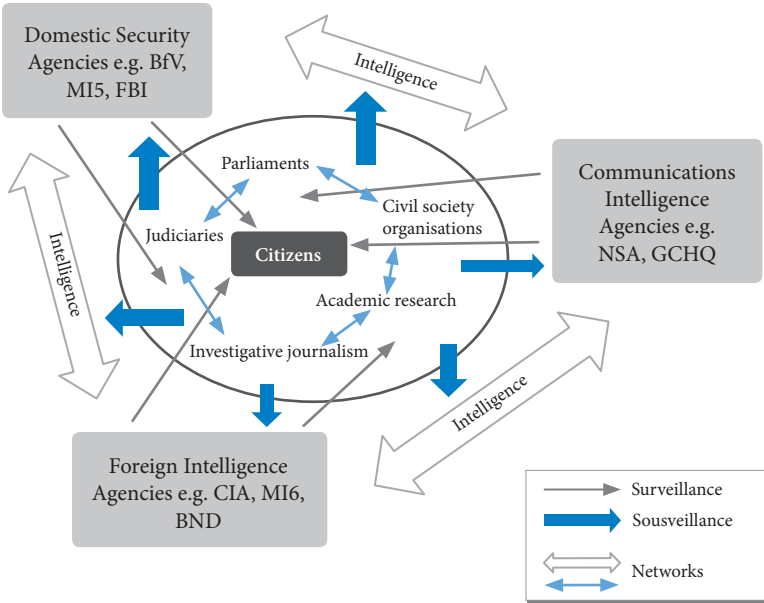 Domestic Security
Agencies e.g. BfV,
MI5, FBI
Intelligence
Parliaments
Civil society
organisations
Judiciaries
Citizens
Communications
Intelligence
Agencies e.g.
NSA, GCHQ
Intelligence
Academic research
Investigative journalism
Intelligence
Foreign Intelligence
Agencies e.g. CIA, MI6,
BND
Surveillance
Sousveillance
Networks